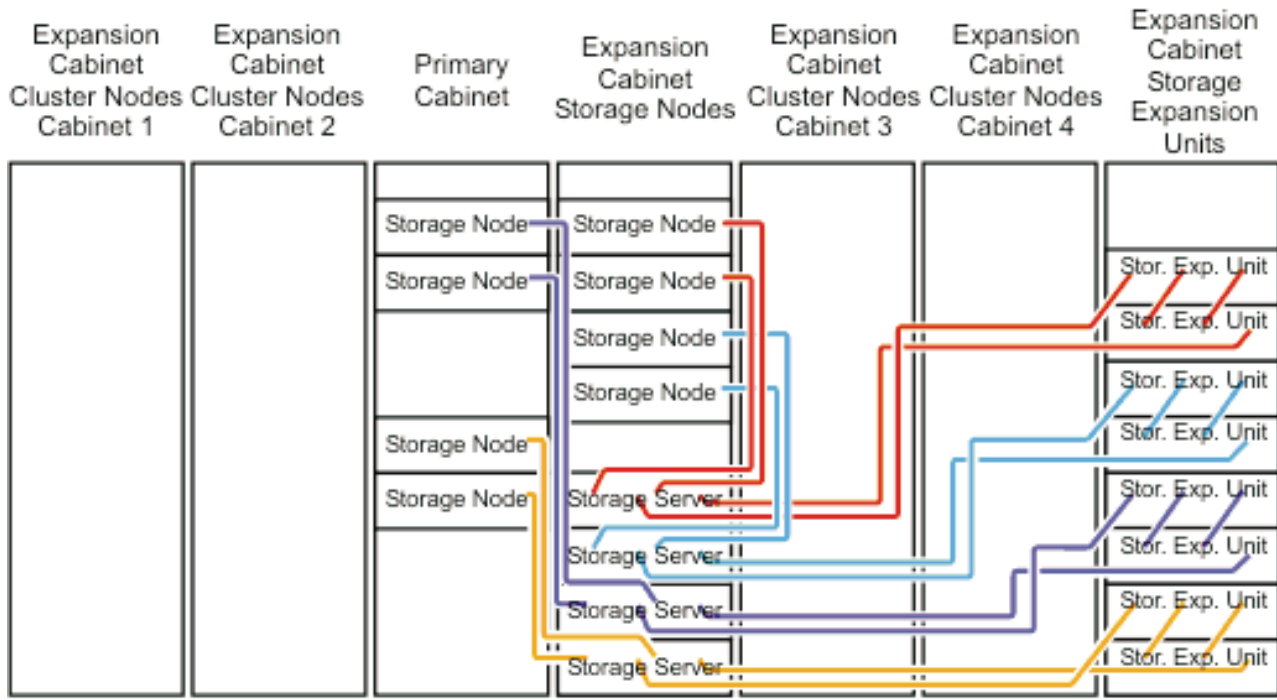 Expansion
Cabinet
Cluster Nodes
Cabinet 1
Expansion
Cabinet
Cluster Nodes
Cabinet 2
Primary
Cabinet
Expansion
Cabinet
Storage Nodes
Expansion
Cabinet
Cluster Nodes
Cabinet 3
Expansion
Cabinet
Cluster Nodes
Cabinet 4
Expansion
Cabinet
Storage
Expansion
Units
Storage Node
Storage Node
Storage Node
Storage Node
Storage Node
Storage Node
Storage Node
Storage Node
Storage Server
Storage Server
Storage Server
Storage Server
Stor. Exp. Unit
Stor. Exp. Unit
Stor. Exp. Unit
Stor. Exp. Unit
Stor. Exp. Unit
Stor. Exp. Unit
Stor. Exp. Unit
Stor. Exp. Unit